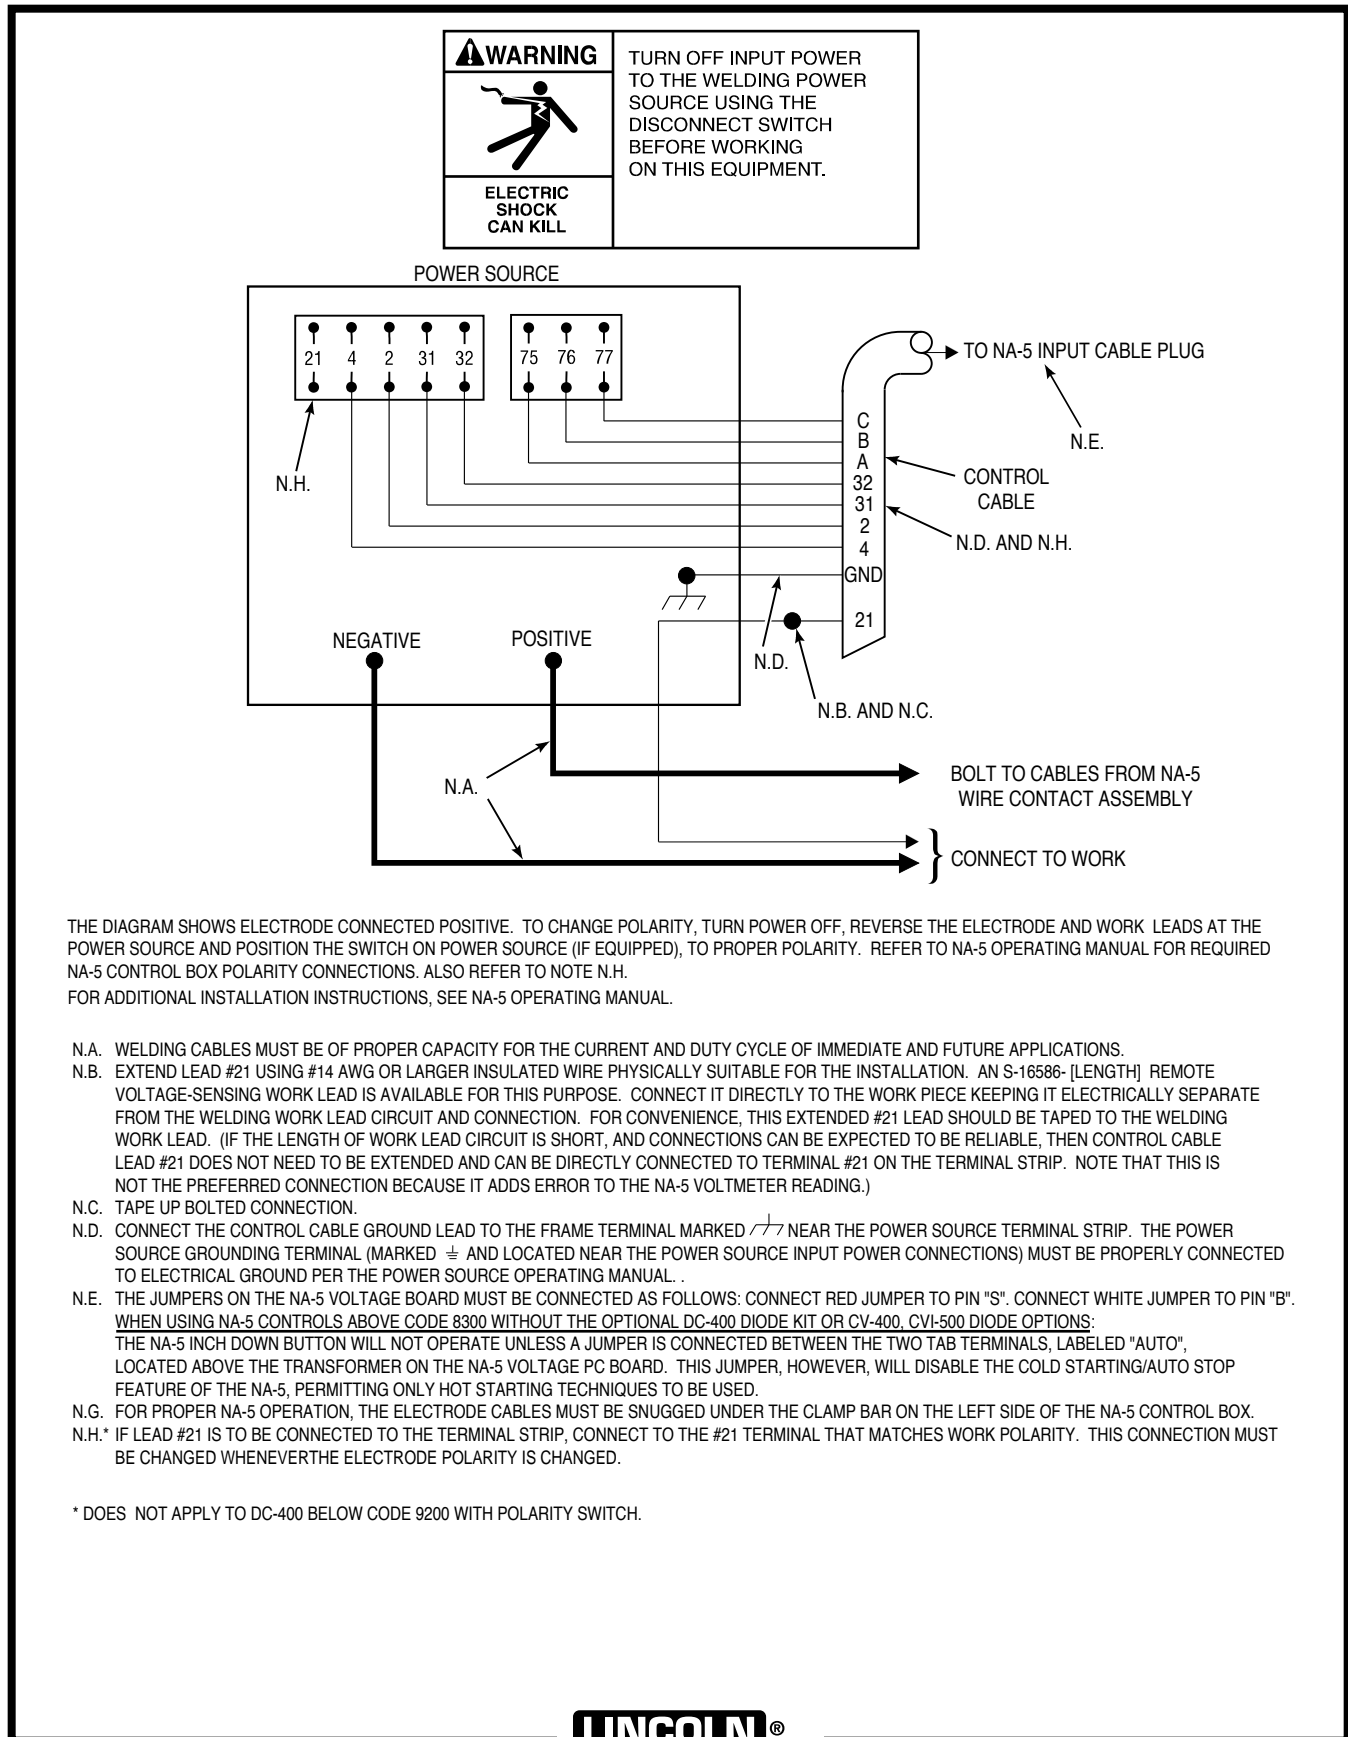 WARNING
ELECTRIC
SHOCK
CAN KILL
TURN OFF INPUT POWER
TO THE WELDING POWER
SOURCE USING THE
DISCONNECT SWITCH
BEFORE WORKING
ON THIS EQUIPMENT.
POWER SOURCE
21 4 2 31 32 75 76 77
TO NA-5 INPUT CABLE PLUG
N.E.
C
B
A
32
31
2
4
GND
21
CONTROL
CABLE
N.H.
N.D. AND N.H.
NEGATIVE
POSITIVE
N.D.
N.B. AND N.C.
N.A.
BOLT TO CABLES FROM NA-5
WIRE CONTACT ASSEMBLY
CONNECT TO WORK
THE DIAGRAM SHOWS ELECTRODE CONNECTED POSITIVE. TO CHANGE POLARITY, TURN POWER OFF, REVERSE THE ELECTRODE AND WORK LEADS AT THE
POWER SOURCE AND POSITION THE SWITCH ON POWER SOURCE (IF EQUIPPED), TO PROPER POLARITY. REFER TO NA-5 OPERATING MANUAL FOR REQUIRED
NA-5 CONTROL BOX POLARITY CONNECTIONS. ALSO REFER TO NOTE N.H.
FOR ADDITIONAL INSTALLATION INSTRUCTIONS, SEE NA-5 OPERATING MANUAL.
N.A. WELDING CABLES MUST BE OF PROPER CAPACITY FOR THE CURRENT AND DUTY CYCLE OF IMMEDIATE AND FUTURE APPLICATIONS.
N.B. EXTEND LEAD #21 USING #14 AWG OR LARGER INSULATED WIRE PHYSICALLY SUITABLE FOR THE INSTALLATION. AN S-16586- [LENGTH] REMOTE
VOLTAGE-SENSING WORK LEAD IS AVAILABLE FOR THIS PURPOSE. CONNECT IT DIRECTLY TO THE WORK PIECE KEEPING IT ELECTRICALLY SEPARATE
FROM THE WELDING WORK LEAD CIRCUIT AND CONNECTION. FOR CONVENIENCE, THIS EXTENDED #21 LEAD SHOULD BE TAPED TO THE WELDING
WORK LEAD. (IF THE LENGTH OF WORK LEAD CIRCUIT IS SHORT, AND CONNECTIONS CAN BE EXPECTED TO BE RELIABLE, THEN CONTROL CABLE
LEAD #21 DOES NOT NEED TO BE EXTENDED AND CAN BE DIRECTLY CONNECTED TO TERMINAL #21 ON THE TERMINAL STRIP. NOTE THAT THIS IS
NOT THE PREFERRED CONNECTION BECAUSE IT ADDS ERROR TO THE NA-5 VOLTMETER READING.)
N.C. TAPE UP BOLTED CONNECTION.
N.D. CONNECT THE CONTROL CABLE GROUND LEAD TO THE FRAME TERMINAL MARKED NEAR THE POWER SOURCE TERMINAL STRIP. THE POWER
SOURCE GROUNDING TERMINAL (MARKED ⏚ AND LOCATED NEAR THE POWER SOURCE INPUT POWER CONNECTIONS) MUST BE PROPERLY CONNECTED
TO ELECTRICAL GROUND PER THE POWER SOURCE OPERATING MANUAL. .
N.E. THE JUMPERS ON THE NA-5 VOLTAGE BOARD MUST BE CONNECTED AS FOLLOWS: CONNECT RED JUMPER TO PIN "S". CONNECT WHITE JUMPER TO PIN "B".
WHEN USING NA-5 CONTROLS ABOVE CODE 8300 WITHOUT THE OPTIONAL DC-400 DIODE KIT OR CV-400, CVI-500 DIODE OPTIONS:
THE NA-5 INCH DOWN BUTTON WILL NOT OPERATE UNLESS A JUMPER IS CONNECTED BETWEEN THE TWO TAB TERMINALS, LABELED "AUTO",
LOCATED ABOVE THE TRANSFORMER ON THE NA-5 VOLTAGE PC BOARD. THIS JUMPER, HOWEVER, WILL DISABLE THE COLD STARTING/AUTO STOP
FEATURE OF THE NA-5, PERMITTING ONLY HOT STARTING TECHNIQUES TO BE USED.
N.G. FOR PROPER NA-5 OPERATION, THE ELECTRODE CABLES MUST BE SNUGGED UNDER THE CLAMP BAR ON THE LEFT SIDE OF THE NA-5 CONTROL BOX.
N.H.* IF LEAD #21 IS TO BE CONNECTED TO THE TERMINAL STRIP, CONNECT TO THE #21 TERMINAL THAT MATCHES WORK POLARITY. THIS CONNECTION MUST
BE CHANGED WHENEVERTHE ELECTRODE POLARITY IS CHANGED.
* DOES NOT APPLY TO DC-400 BELOW CODE 9200 WITH POLARITY SWITCH.
LINCOLN ®